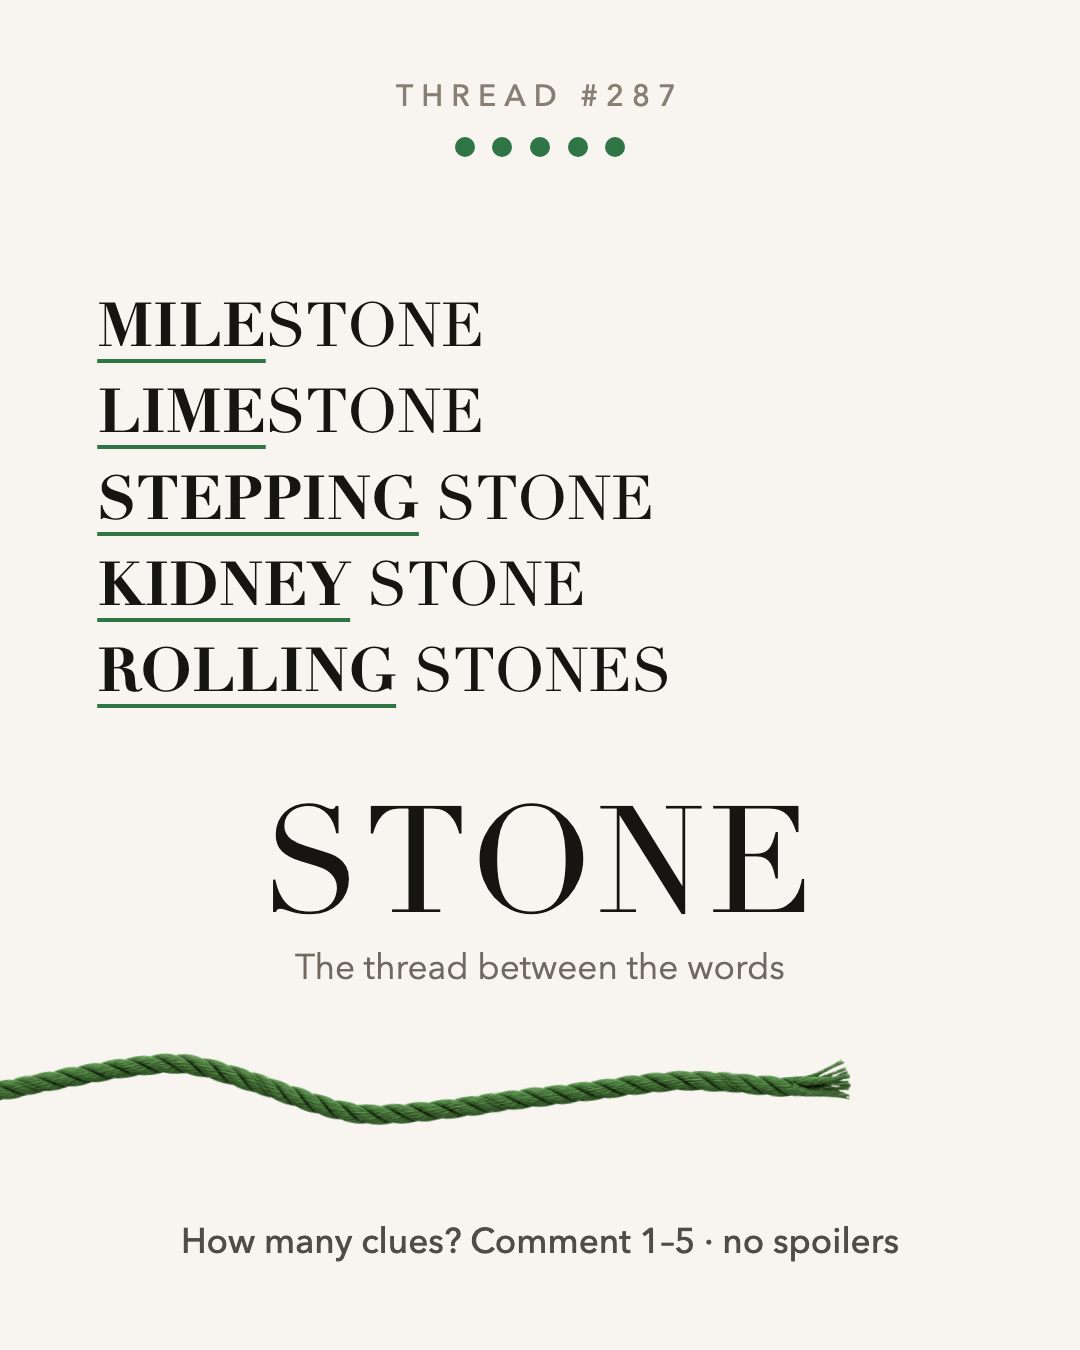 THREAD #287
MILESTONE
LIMESTONE
STEPPING STONE
KIDNEY STONE
ROLLING STONES
STONE
The thread between the words
How many clues? Comment 1–5 · no spoilers